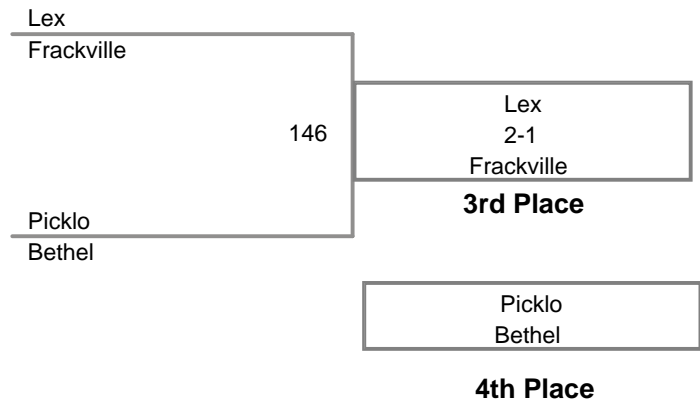 Lex
Frackville
146
Lex
2-1
Frackville
3rd Place
Picklo
Bethel
Picklo
Bethel
4th Place